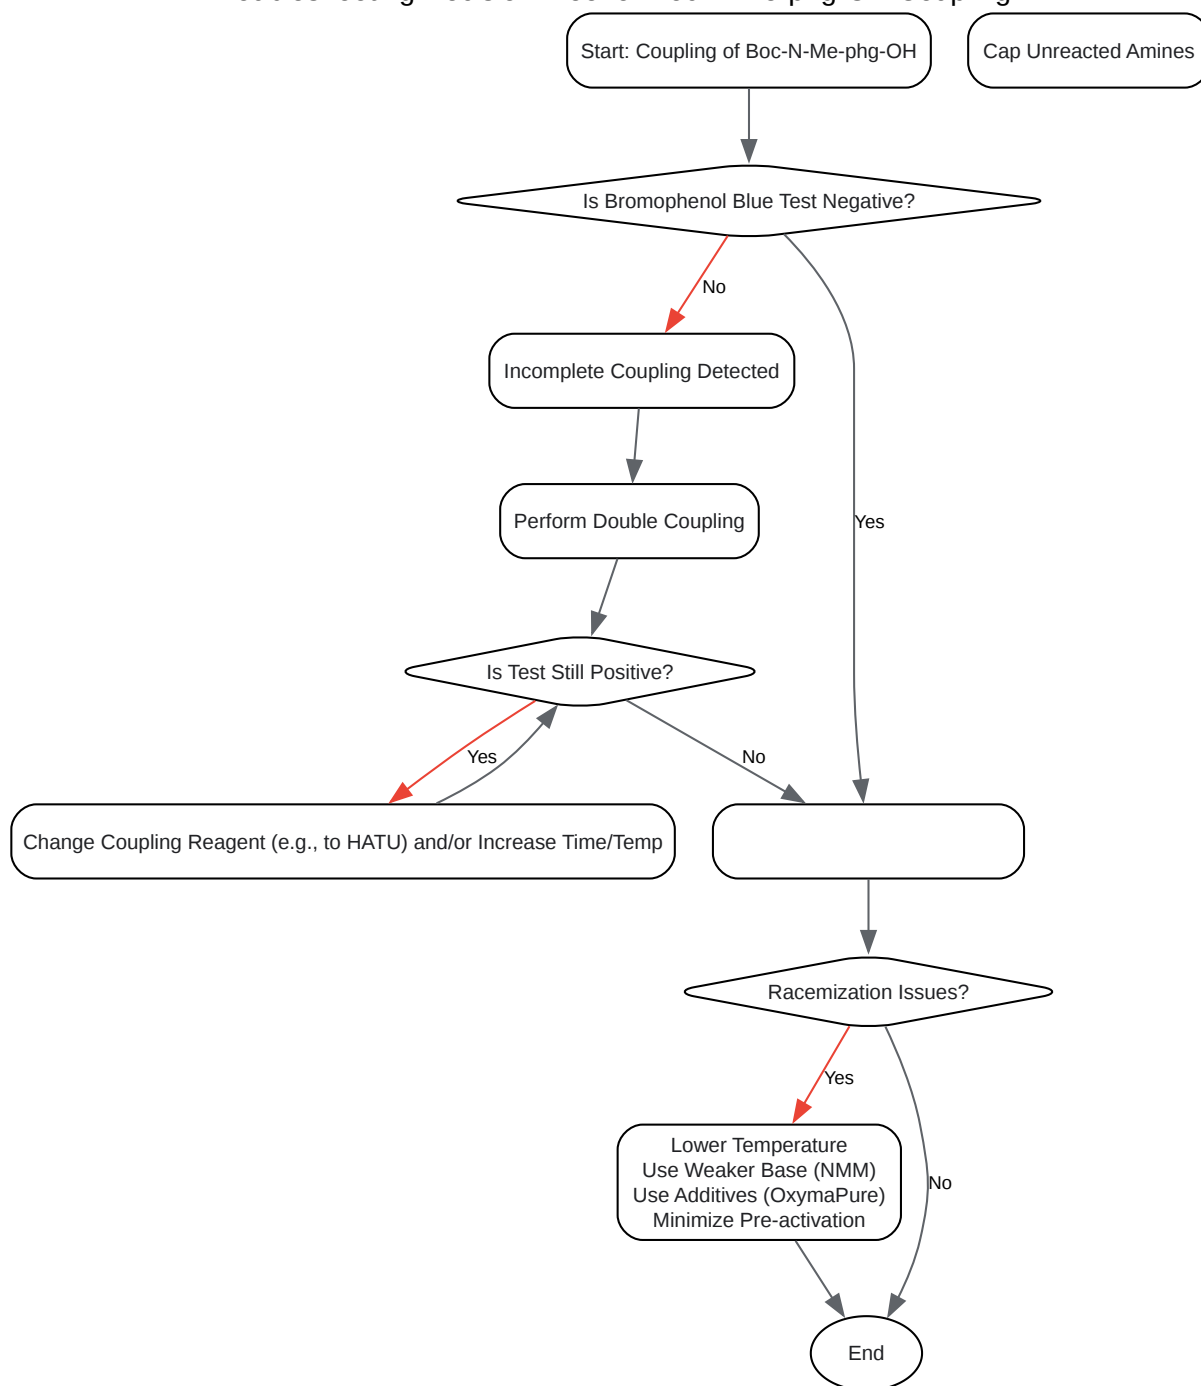 Start: Coupling of Boc-N-Me-phg-OH
Cap Unreacted Amines
Is Bromophenol Blue Test Negative?
No
Incomplete Coupling Detected
Perform Double Coupling
Yes
Is Test Still Positive?
Yes
No
Change Coupling Reagent (e.g., to HATU) and/or Increase Time/Temp
Racemization Issues?
Yes
Lower Temperature
Use Weaker Base (NMM)
Use Additives (OxymaPure)
Minimize Pre-activation
No
End